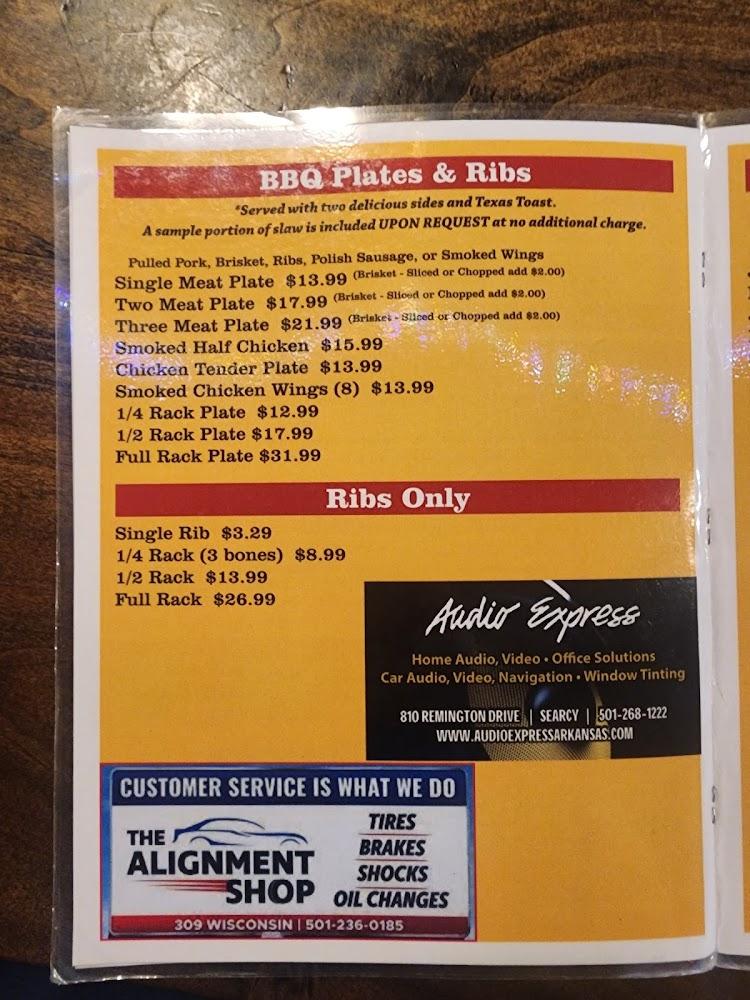 BBQ Plates & Ribs
*Served with two delicious sides and Texas Toast.
A sample portion of slaw is included UPON REQUEST at no additional charge.
Pulled Pork, Brisket, Ribs, Polish Sausage, or Smoked Wings
Single Meat Plate $13.99 (Brisket - Sliced or Chopped add $2.00)
Two Meat Plate $17.99 (Brisket - Sliced or Chopped add $2.00)
Three Meat Plate $21.99 (Brisket - Sliced or Chopped add $2.00)
Smoked Half Chicken $15.99
Chicken Tender Plate $13.99
Smoked Chicken Wings (8) $13.99
1/4 Rack Plate $12.99
1/2 Rack Plate $17.99
Full Rack Plate $31.99
Ribs Only
Single Rib $3.29
1/4 Rack (3 bones) $8.99
1/2 Rack $13.99
Full Rack $26.99
Audio Express
Home Audio, Video • Office Solutions
Car Audio, Video, Navigation • Window Tinting
810 REMINGTON DRIVE | SEARCY | 501-268-1222
WWW.AUDIOEXPRESSARKANSAS.COM
CUSTOMER SERVICE IS WHAT WE DO
THE
ALIGNMENT
SHOP
TIRES
BRAKES
SHOCKS
OIL CHANGES
309 WISCONSIN | 501-236-0185